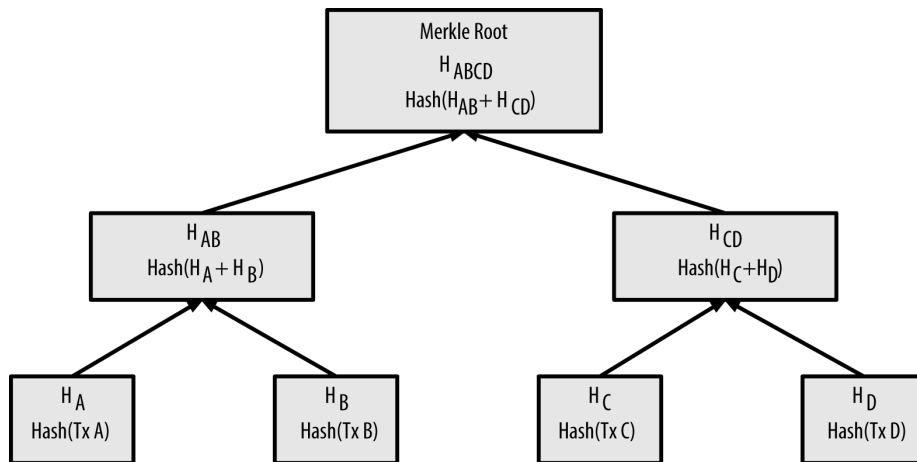 Merkle Root
H ABCD
Hash(H AB + H CD)
H AB
Hash(H A + H B)
H CD
Hash(H C+H D)
H A
Hash(Tx A)
H B
Hash(Tx B)
H C
Hash(Tx C)
H D
Hash(Tx D)